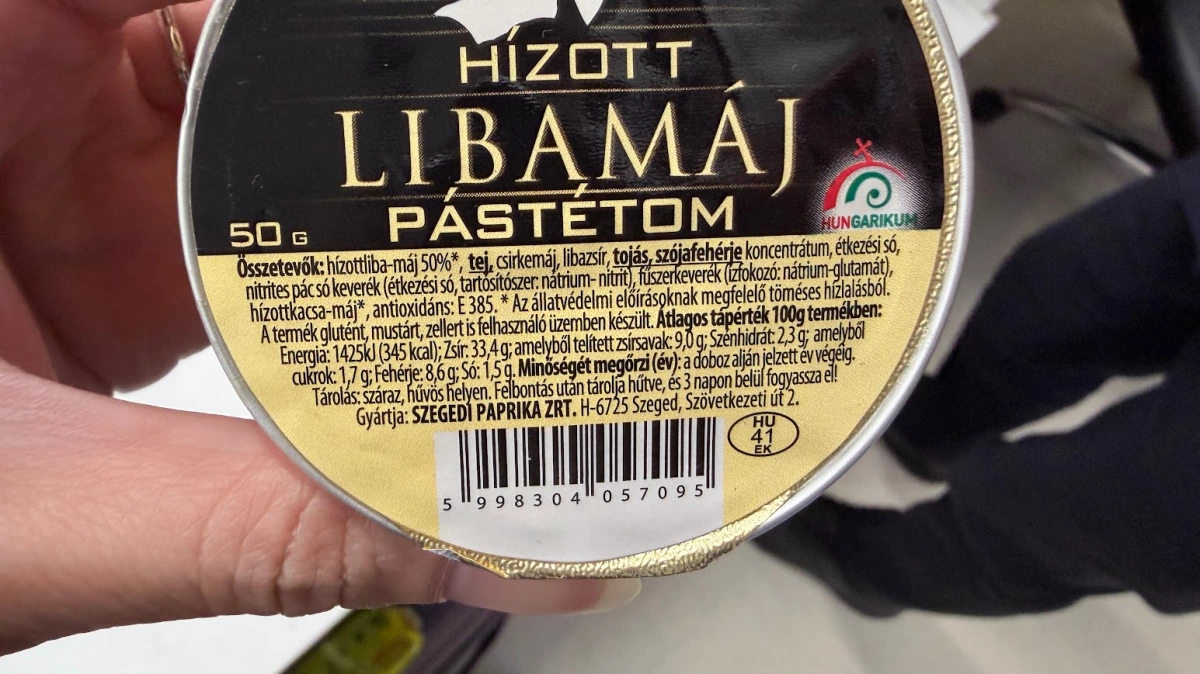 HÍZOTT
LIBAMÁJ
PÁSTÉTOM
HUNGARIKUM
50 G
Összetevők: hízottliba-máj 50%*, tej, csirkemáj, libazsír, tojás, szójafehérje koncentrátum, étkezési só,
nitrites pác só keverék (étkezési só, tartósítószer: nátrium- nitrit), fűszerkeverék (ízfokozó: nátrium-glutamát),
hízottkacsa-máj*, antioxidáns: E 385. * Az állatvédelmi előírásoknak megfelelő töméses hizlalásból.
A termék glutént, mustárt, zellert is felhasználó üzemben készült. Átlagos tápérték 100g termékben:
Energia: 1425kJ (345 kcal); Zsír: 33,4 g; amelyből telített zsírsavak: 9,0 g; Szénhidrát: 2,3 g; amelyből
cukrok: 1,7 g; Fehérje: 8,6 g; Só: 1,5 g. Minőségét megőrzi (év): a doboz alján jelzett év végéig.
Tárolás: száraz, hűvös helyen. Felbontás után tárolja hűtve, és 3 napon belül fogyassza el!
Gyártja: SZEGEDI PAPRIKA ZRT. H-6725 Szeged, Szövetkezeti út 2.
HU
41
EK
5 998304 057095